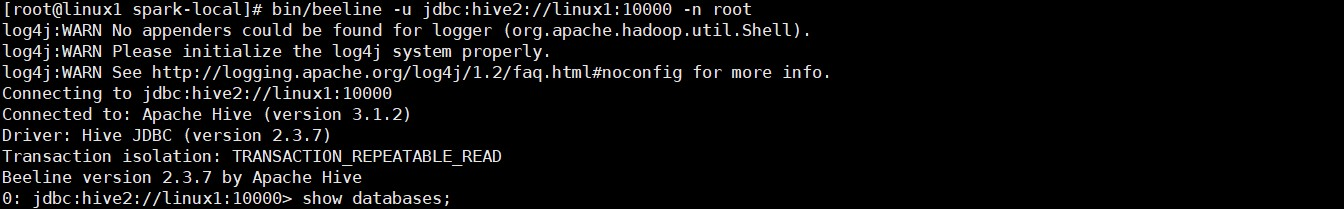 [root@linux1 spark-local]# bin/beeline -u jdbc:hive2://linux1:10000 -n root
log4j:WARN No appenders could be found for logger (org.apache.hadoop.util.Shell).
log4j:WARN Please initialize the log4j system properly.
log4j:WARN See http://logging.apache.org/log4j/1.2/faq.html#noconfig for more info.
Connecting to jdbc:hive2://linux1:10000
Connected to: Apache Hive (version 3.1.2)
Driver: Hive JDBC (version 2.3.7)
Transaction isolation: TRANSACTION_REPEATABLE_READ
Beeline version 2.3.7 by Apache Hive
0: jdbc:hive2://linux1:10000> show databases;